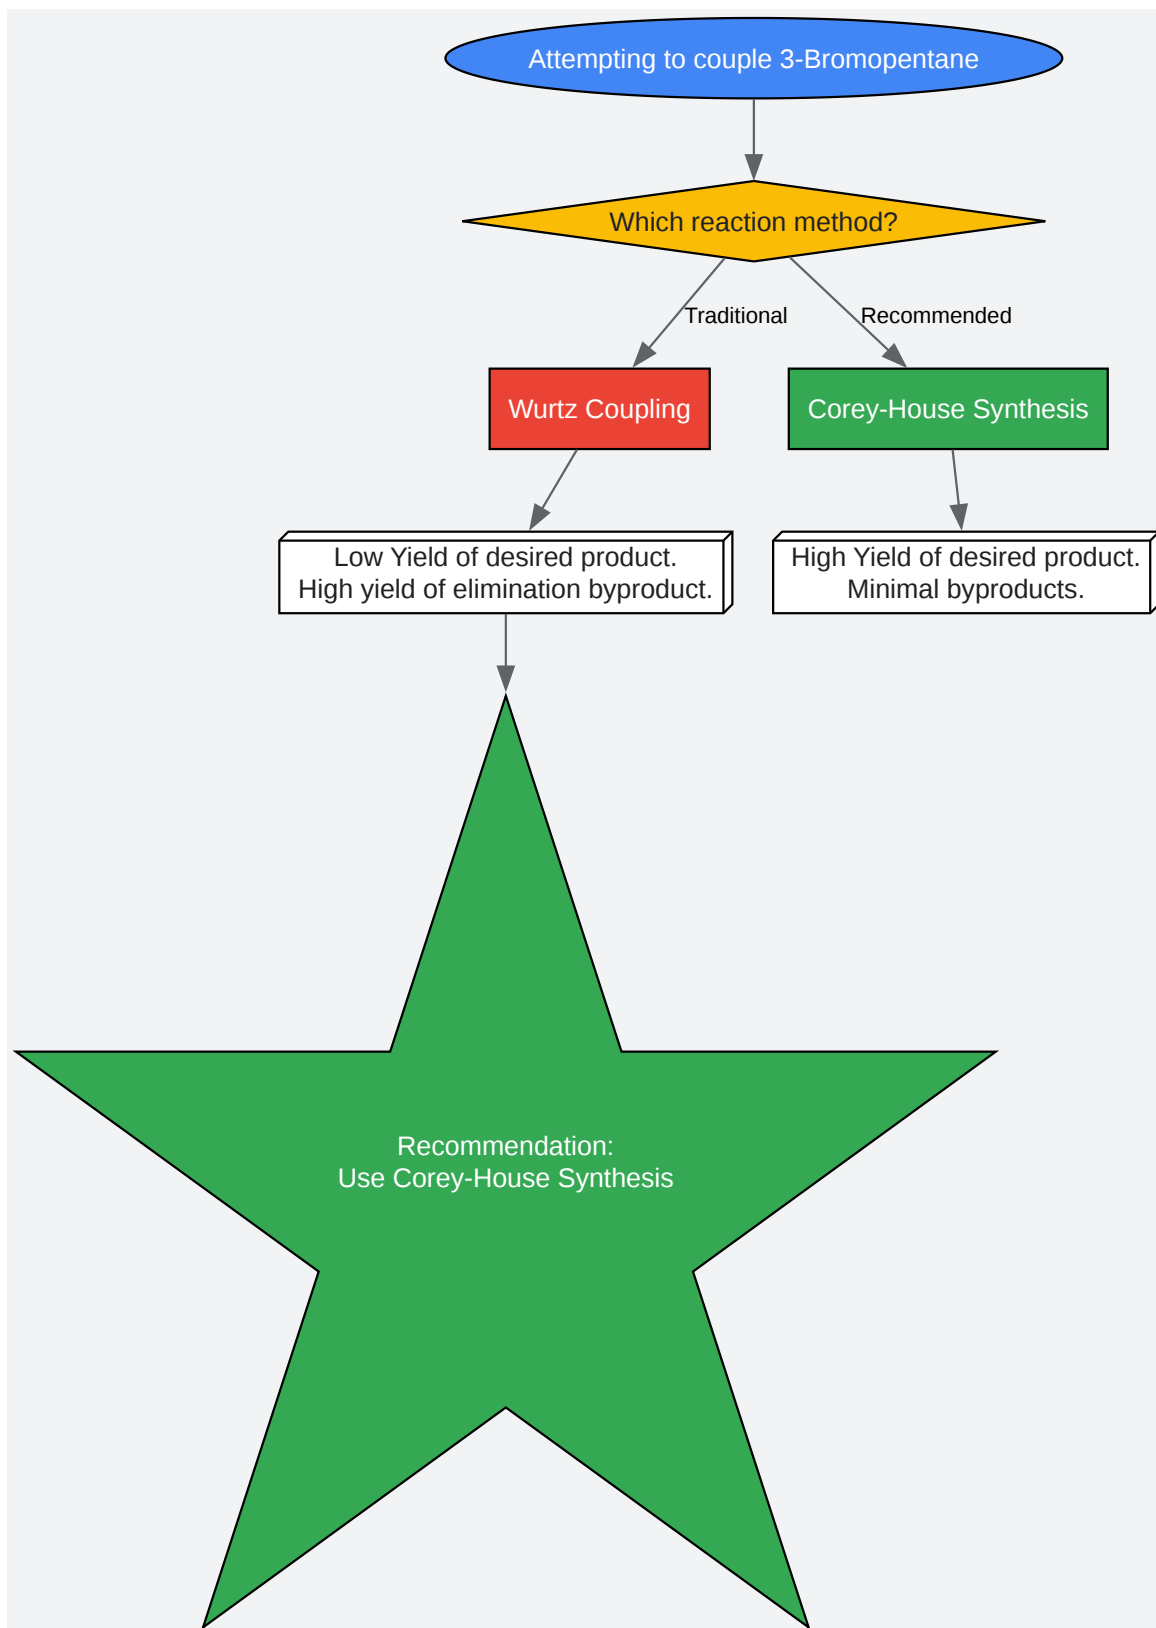 Attempting to couple 3-Bromopentane
Which reaction method?
Traditional
Recommended
Wurtz Coupling
Corey-House Synthesis
Low Yield of desired product.
High yield of elimination byproduct.
High Yield of desired product.
Minimal byproducts.
Recommendation:
Use Corey-House Synthesis